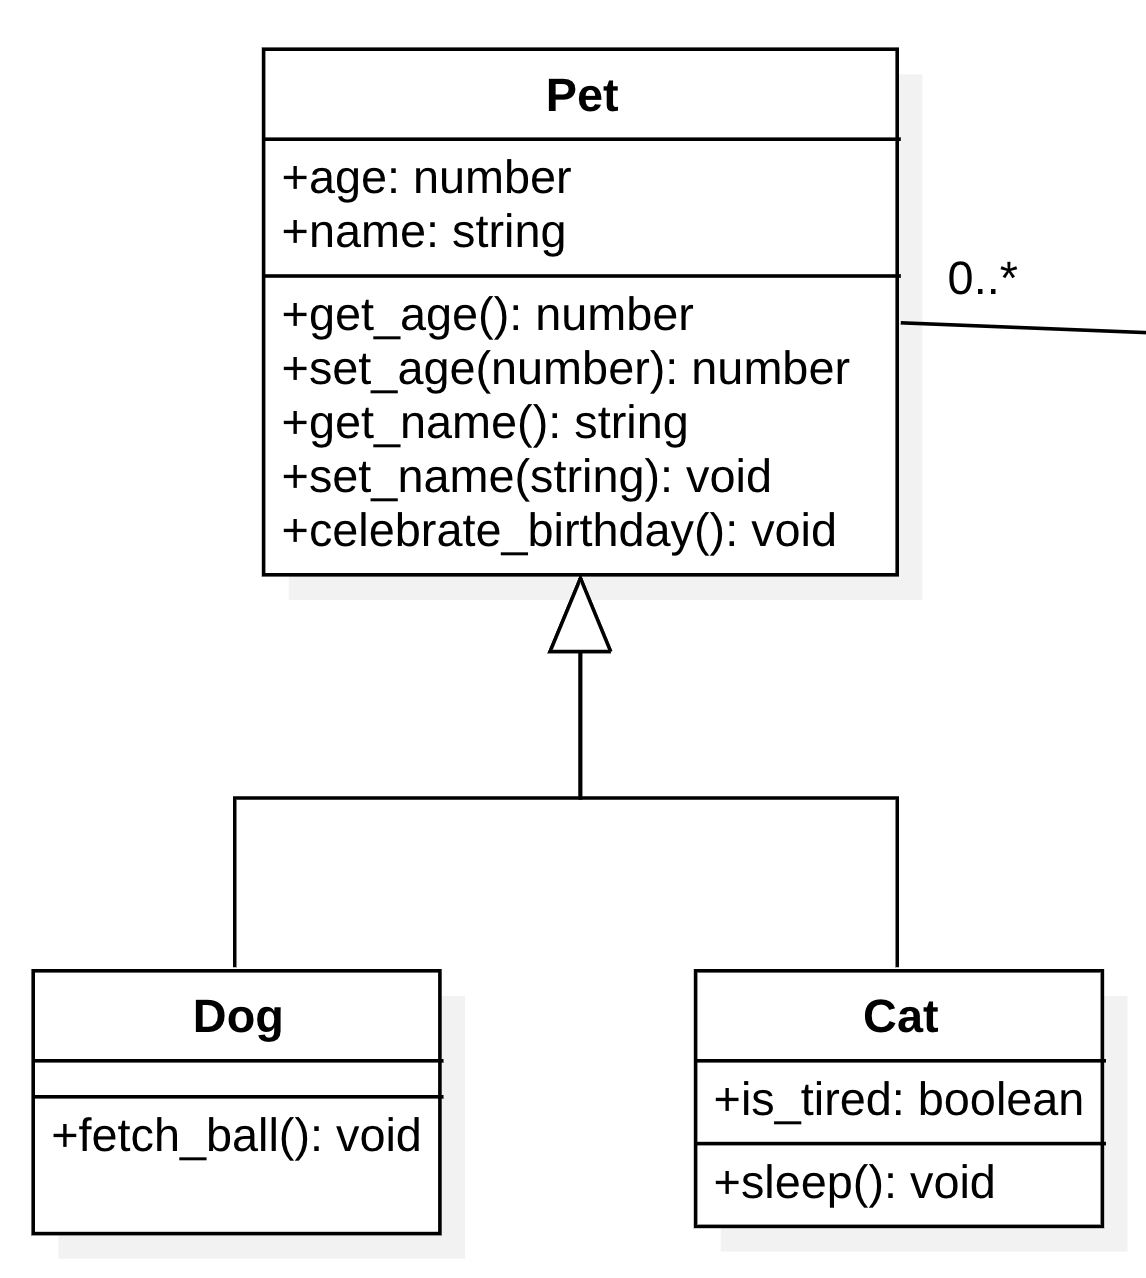 Pet
+age: number
+name: string
0..*
+get_age(): number
+set_age(number): number
+get_name(): string
+set_name(string): void
+celebrate_birthday(): void
Dog
+fetch_ball(): void
Cat
+is_tired: boolean
+sleep(): void